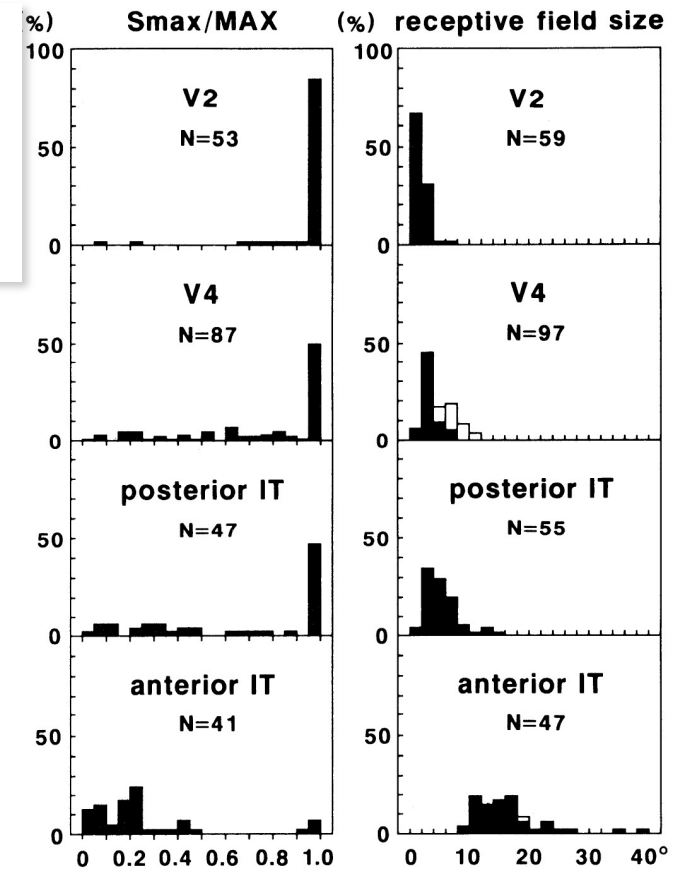 %) Smax/MAX (%) receptive field size
100 100
V2 V2
N=53 N=59
50 50
0 0
V4 V4
N=87 N=97
50 50
0 0
posterior IT posterior IT
N=47 N=55
50 50
0 0
anterior IT anterior IT
N=41 N=47
50 50
0 0
0 0.2 0.4 0.6 0.8 1.0 0 10 20 30 40°